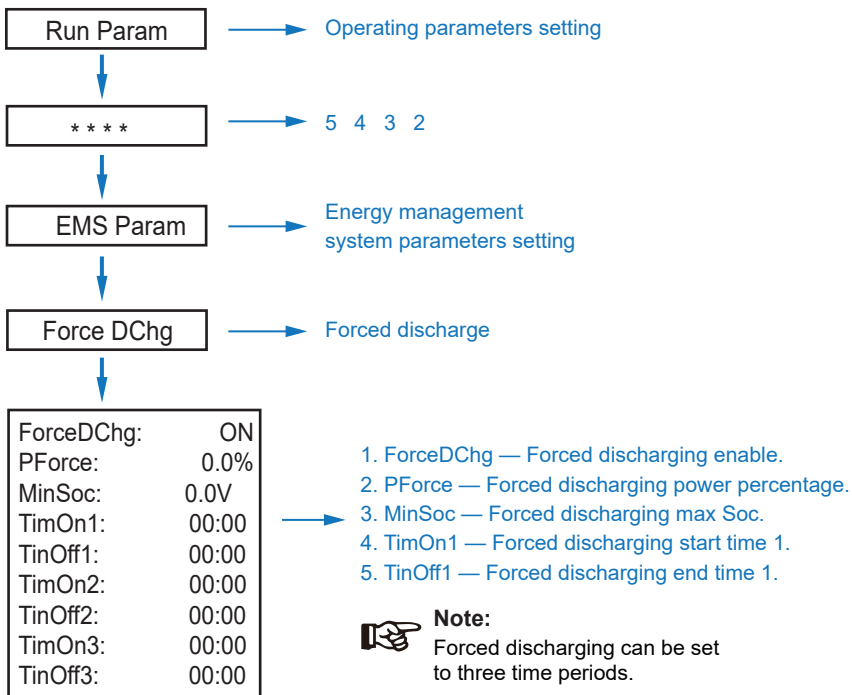 Run Param
Operating parameters setting
* * * *
5 4 3 2
EMS Param
Energy management
system parameters setting
Force DChg
Forced discharge
ForceDChg: ON
PForce: 0.0%
MinSoc: 0.0V
TimOn1: 00:00
TinOff1: 00:00
TimOn2: 00:00
TinOff2: 00:00
TimOn3: 00:00
TinOff3: 00:00
1. ForceDChg — Forced discharging enable.
2. PForce — Forced discharging power percentage.
3. MinSoc — Forced discharging max Soc.
4. TimOn1 — Forced discharging start time 1.
5. TinOff1 — Forced discharging end time 1.
Note:
Forced discharging can be set
to three time periods.